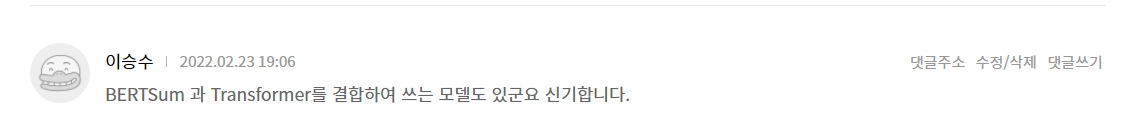 이승수 | 2022.02.23 19:06 댓글주소 수정/삭제 댓글쓰기
BERTSum 과 Transformer를 결합하여 쓰는 모델도 있군요 신기합니다.